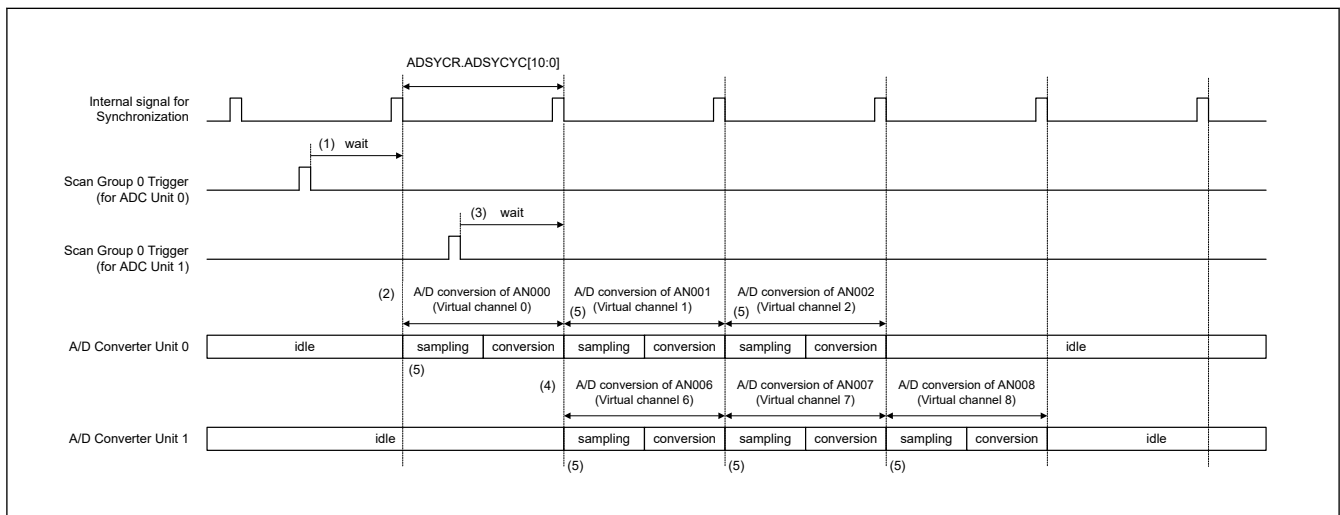 ADSYCR.ADSYCYC[10:0]
Internal signal for
Synchronization
(1) wait
Scan Group 0 Trigger
(for ADC Unit 0)
(3) wait
Scan Group 0 Trigger
(for ADC Unit 1)
(2)
A/D conversion of AN000
(Virtual channel 0)
A/D conversion of AN001
(Virtual channel 1)
(5)
A/D conversion of AN002
(Virtual channel 2)
(5)
A/D Converter Unit 0
idle
sampling
conversion
sampling
conversion
sampling
conversion
idle
(5)
(4)
A/D conversion of AN006
(Virtual channel 6)
A/D conversion of AN007
(Virtual channel 7)
A/D conversion of AN008
(Virtual channel 8)
A/D Converter Unit 1
idle
sampling
conversion
sampling
conversion
sampling
conversion
idle
(5)
(5)
(5)